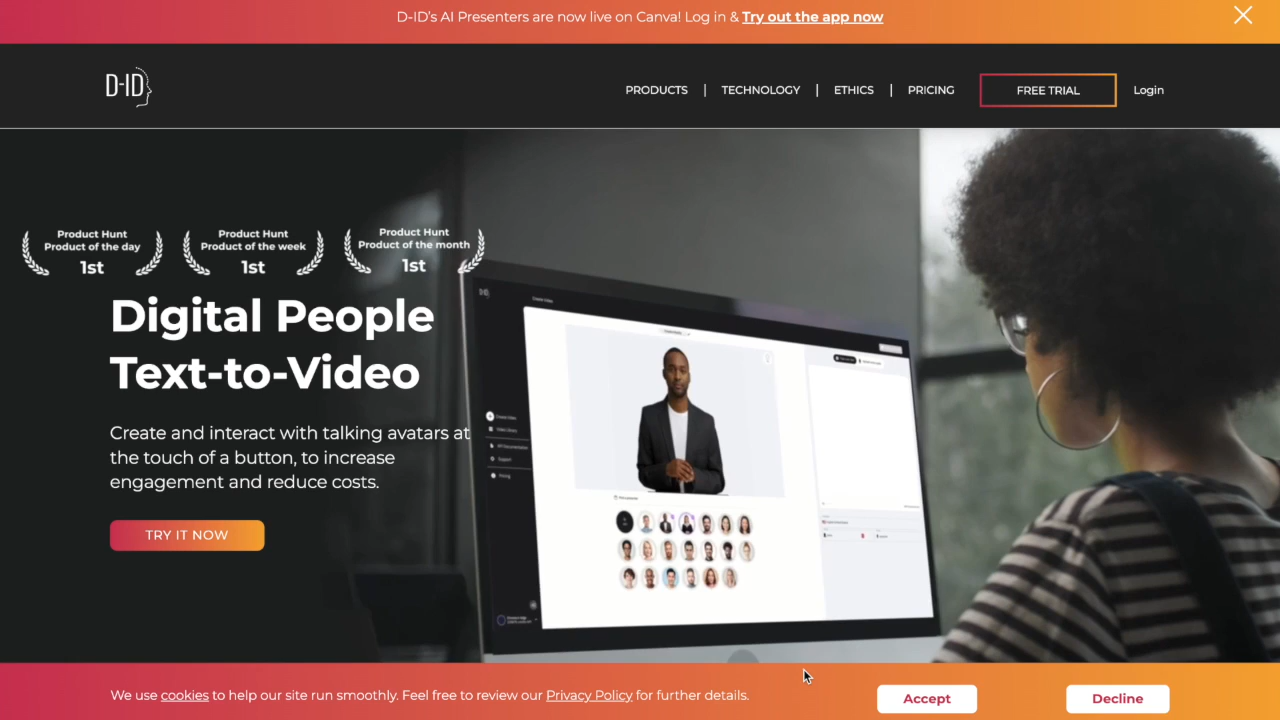 D-ID's AI Presenters are now live on Canva! Log in & Try out the app now
D-ID
PRODUCTS | TECHNOLOGY | ETHICS | PRICING
FREE TRIAL
Login
Product Hunt
Product of the day
1st
Product Hunt
Product of the week
1st
Product Hunt
Product of the month
1st
Digital People
Text-to-Video
Create and interact with talking avatars at
the touch of a button, to increase
engagement and reduce costs.
TRY IT NOW
We use cookies to help our site run smoothly. Feel free to review our Privacy Policy for further details.
Accept
Decline